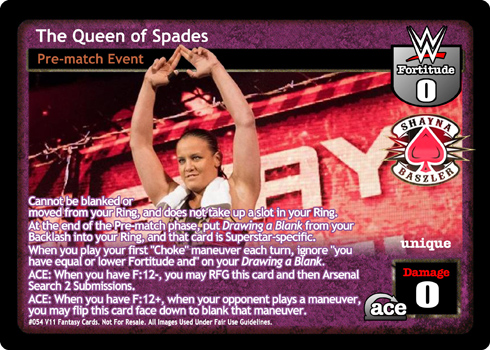 The Queen of Spades
Pre-match Event
W
Fortitude
0
SHAYNA
BASZLER
AY
Cannot be blanked or
moved from your Ring, and does not take up a slot in your Ring.
At the end of the Pre-match phase, put Drawing a Blank from your
Backlash into your Ring, and that card is Superstar-specific.
When you play your first "Choke" maneuver each turn, ignore "you
have equal or lower Fortitude and" on your Drawing a Blank.
ACE: When you have F:12-, you may RFG this card and then Arsenal
Search 2 Submissions.
ACE: When you have F:12+, when your opponent plays a maneuver,
you may flip this card face down to blank that maneuver.
#054 V11 Fantasy Cards. Not For Resale. All Images Used Under Fair Use Guidelines.
unique
Damage
0
ace